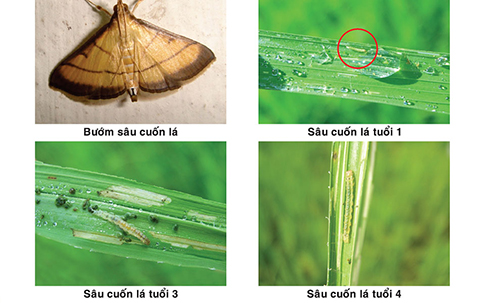 Bướm sâu cuốn lá
Sâu cuốn lá tuổi 1
Sâu cuốn lá tuổi 3
Sâu cuốn lá tuổi 4